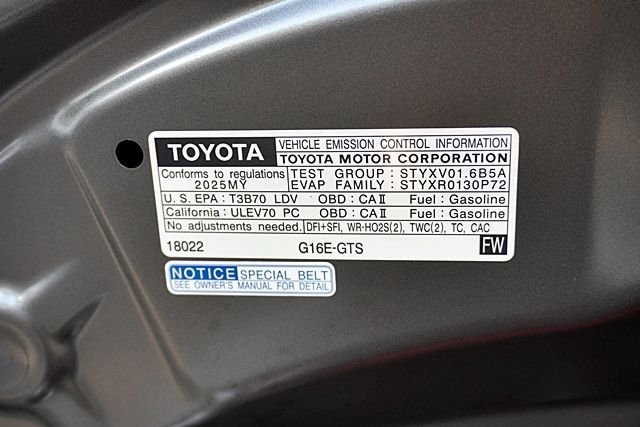 TOYOTA VEHICLE EMISSION CONTROL INFORMATION
TOYOTA MOTOR CORPORATION
Conforms to regulations TEST GROUP : STYXV01.6B5A
2025MY EVAP FAMILY : STYXR0130P72
U.S. EPA : T3B70 LDV OBD : CAⅡ Fuel : Gasoline
California : ULEV70 PC OBD : CAⅡ Fuel : Gasoline
No adjustments needed. DFI+SFI, WR-HO2S(2), TWC(2), TC, CAC
18022 G16E-GTS FW
NOTICE SPECIAL BELT
SEE OWNER'S MANUAL FOR DETAIL